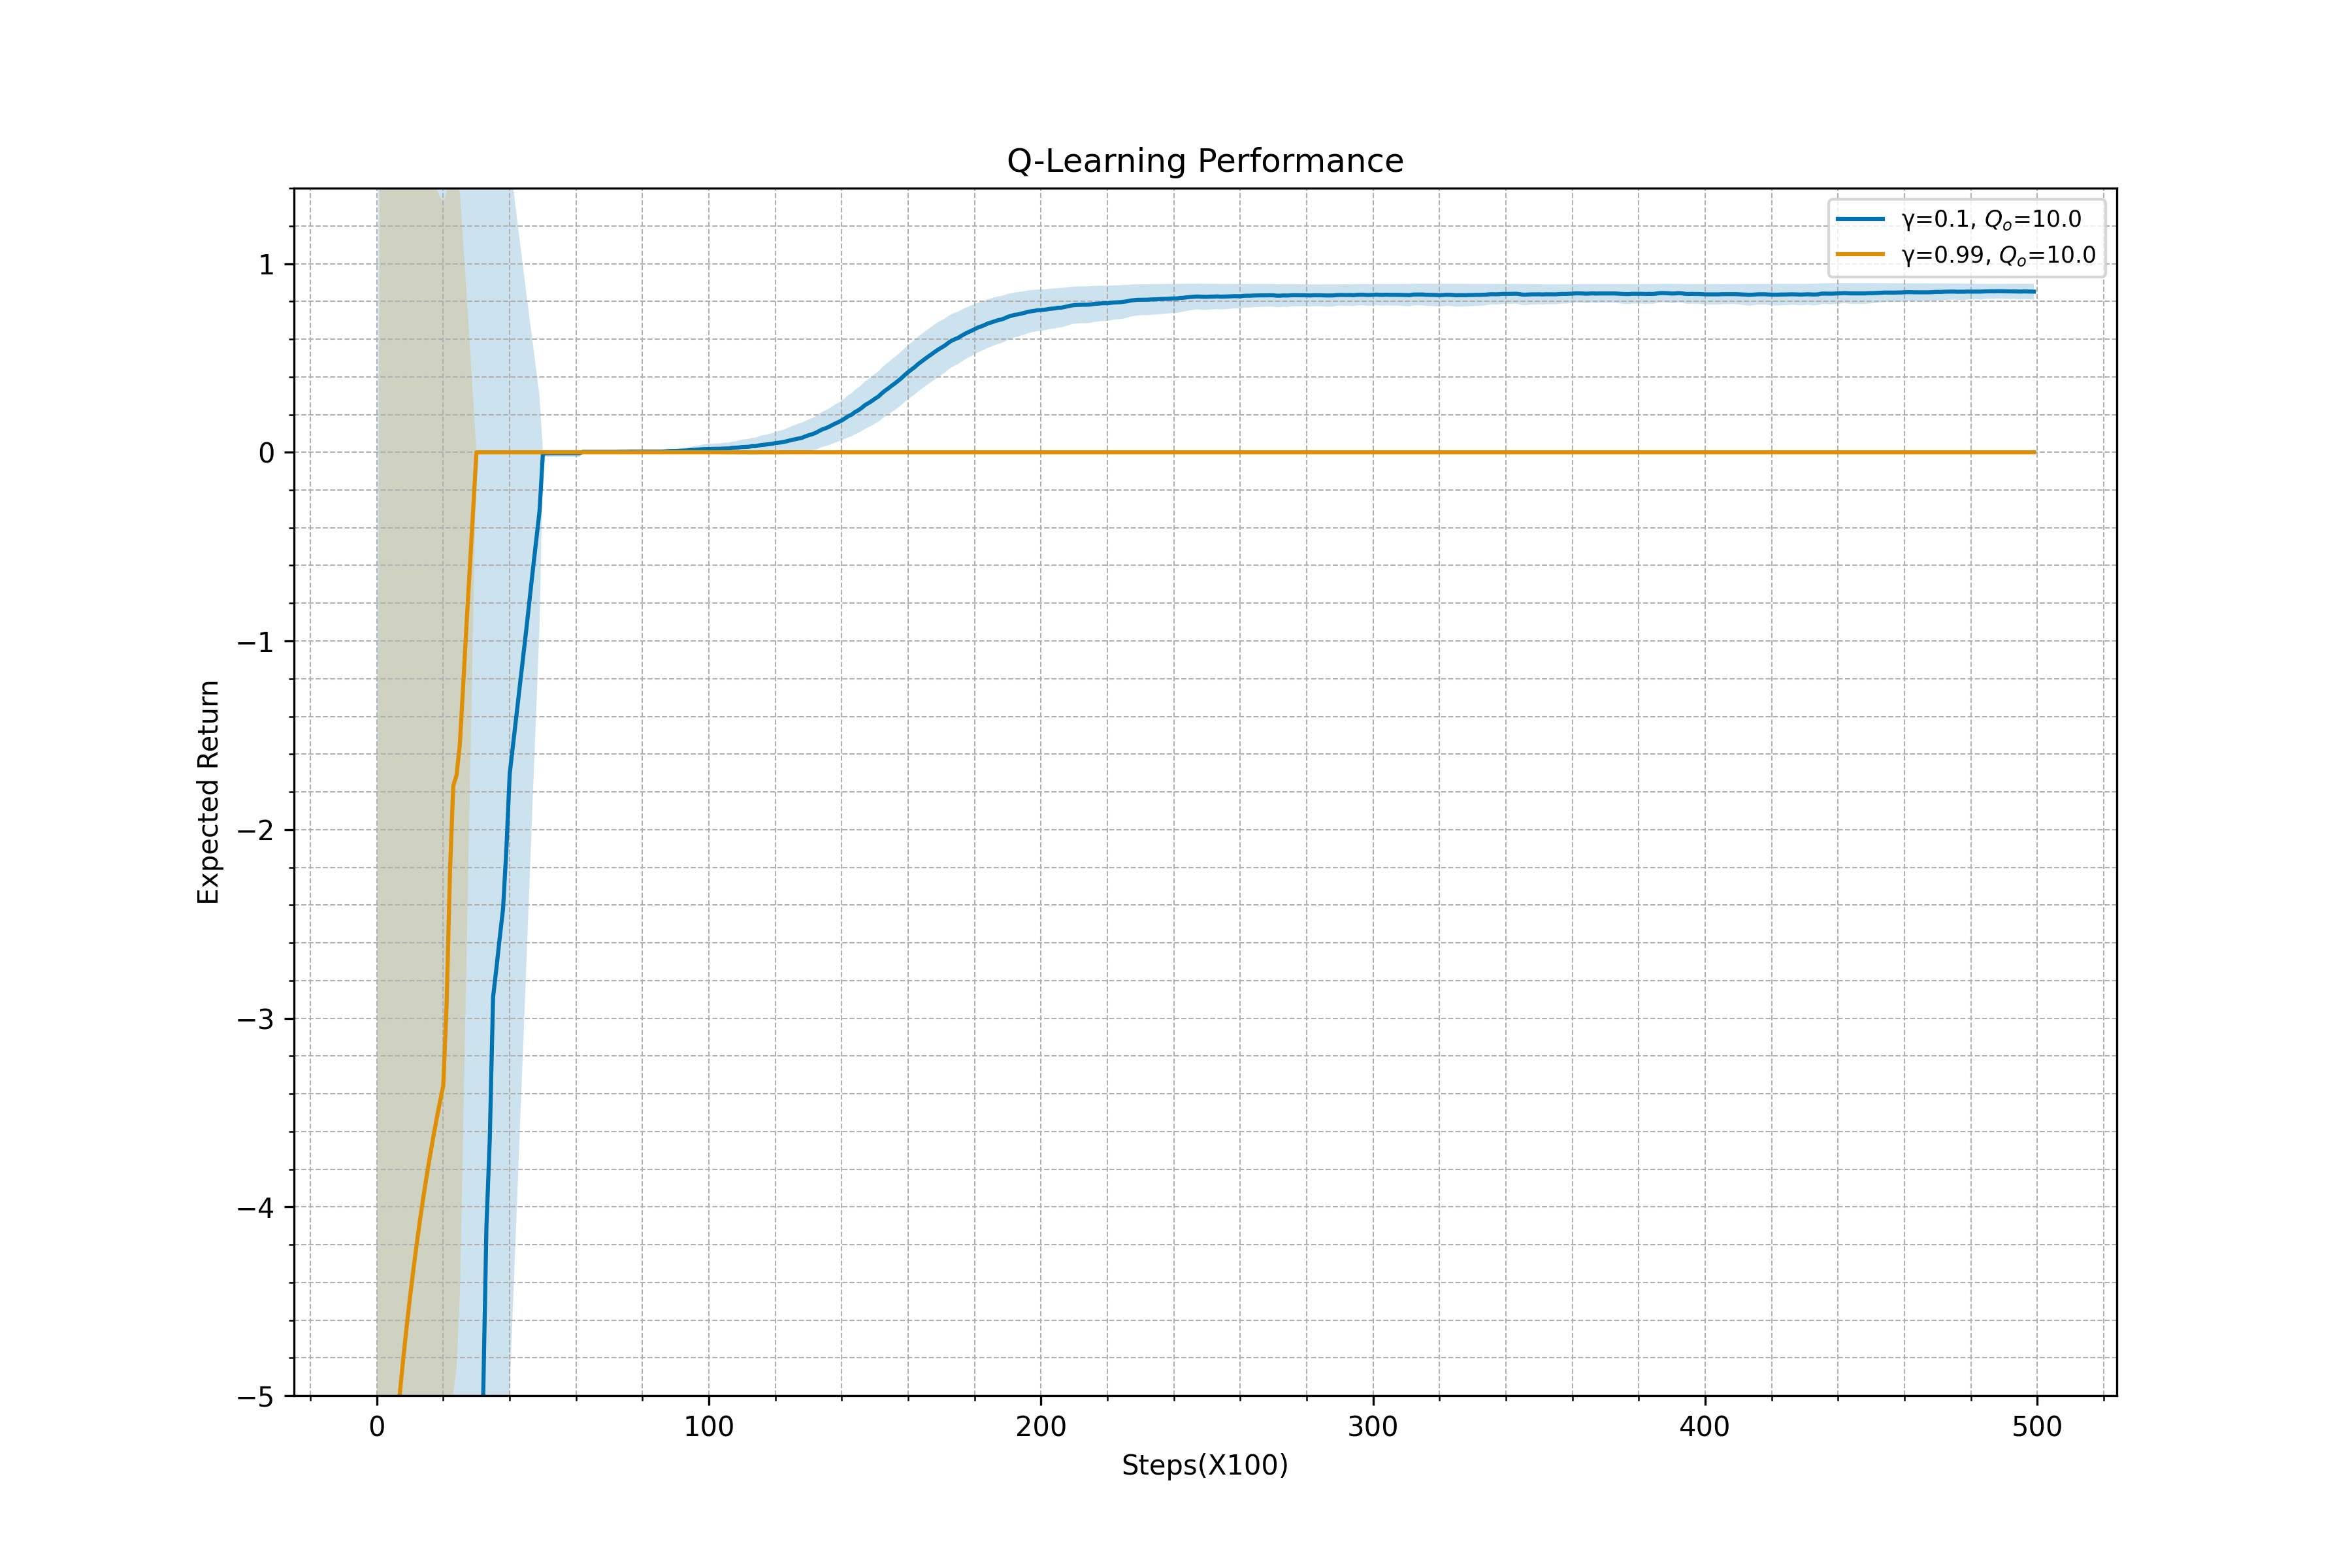 Q-Learning Performance
γ=0.1, Qₒ=10.0
γ=0.99, Qₒ=10.0
1
0
−1
−2
−3
−4
−5
Expected Return
0 100 200 300 400 500
Steps(X100)